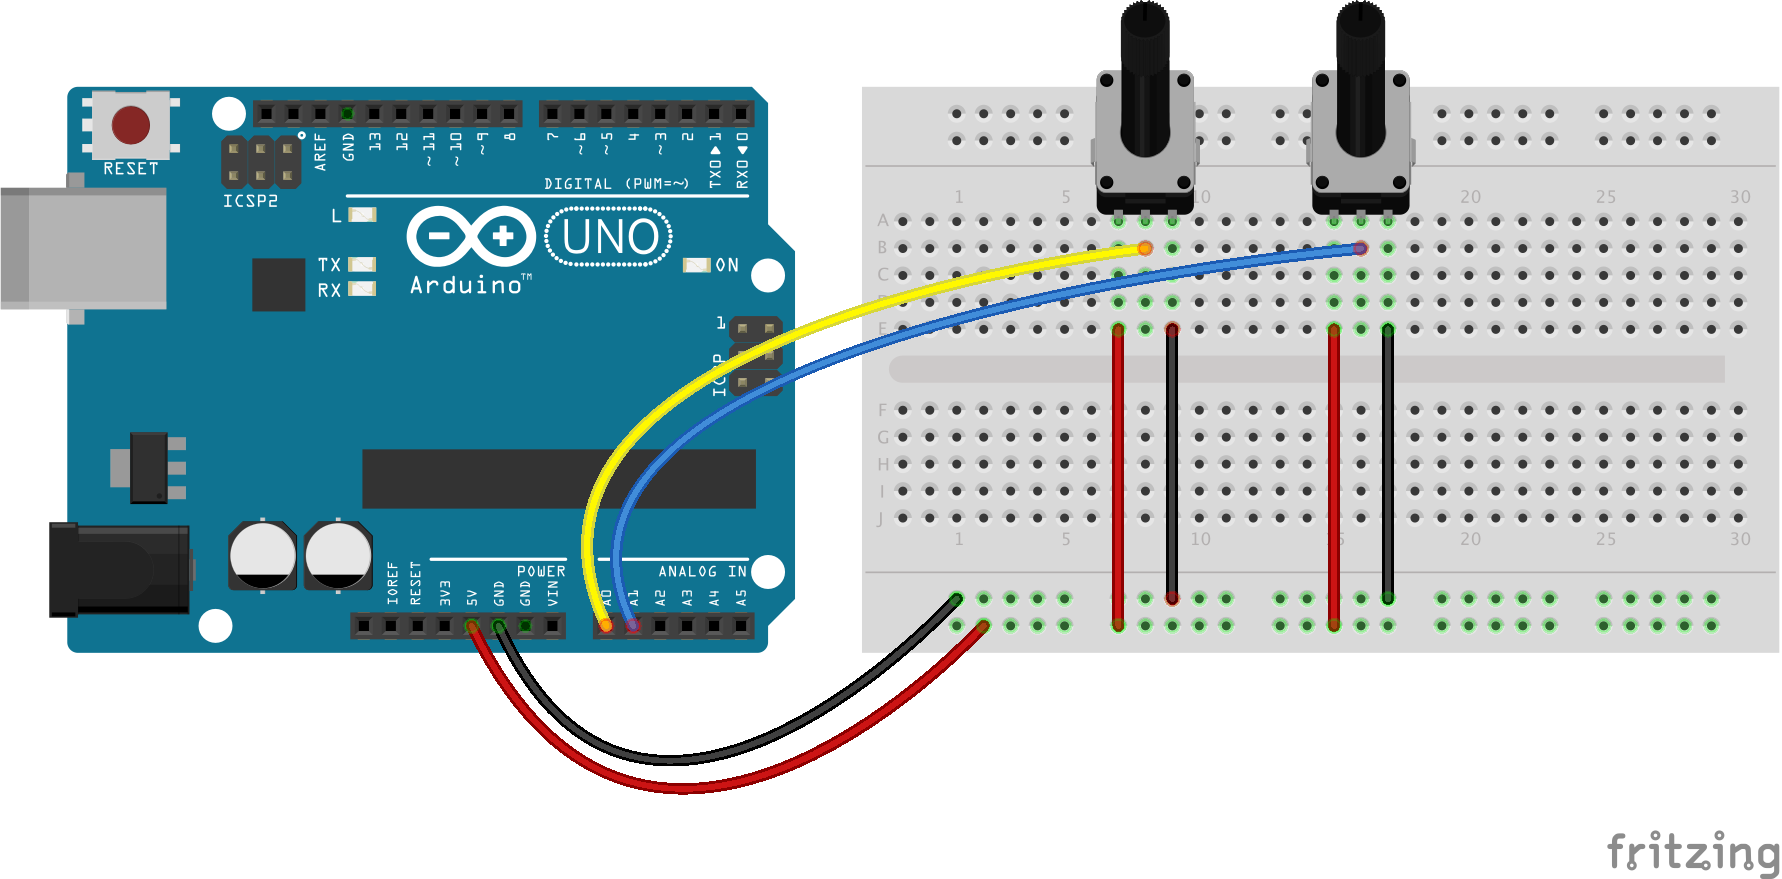 RESET
ICSP2
AREF
GND
13
12
~11
~10
~9
8
7
~6
~5
4
~3
2
TX0▶1
RX0◀0
DIGITAL (PWM=~)
L
TX
RX
UNO
Arduino™
ON
1
ICSP
IOREF
RESET
3V3
5V
GND
GND
VIN
POWER
ANALOG IN
A0
A1
A2
A3
A4
A5
1 5 10 20 25 30
A
B
C
D
E
F
G
H
I
J
1 5 10 15 20 25 30
fritzing